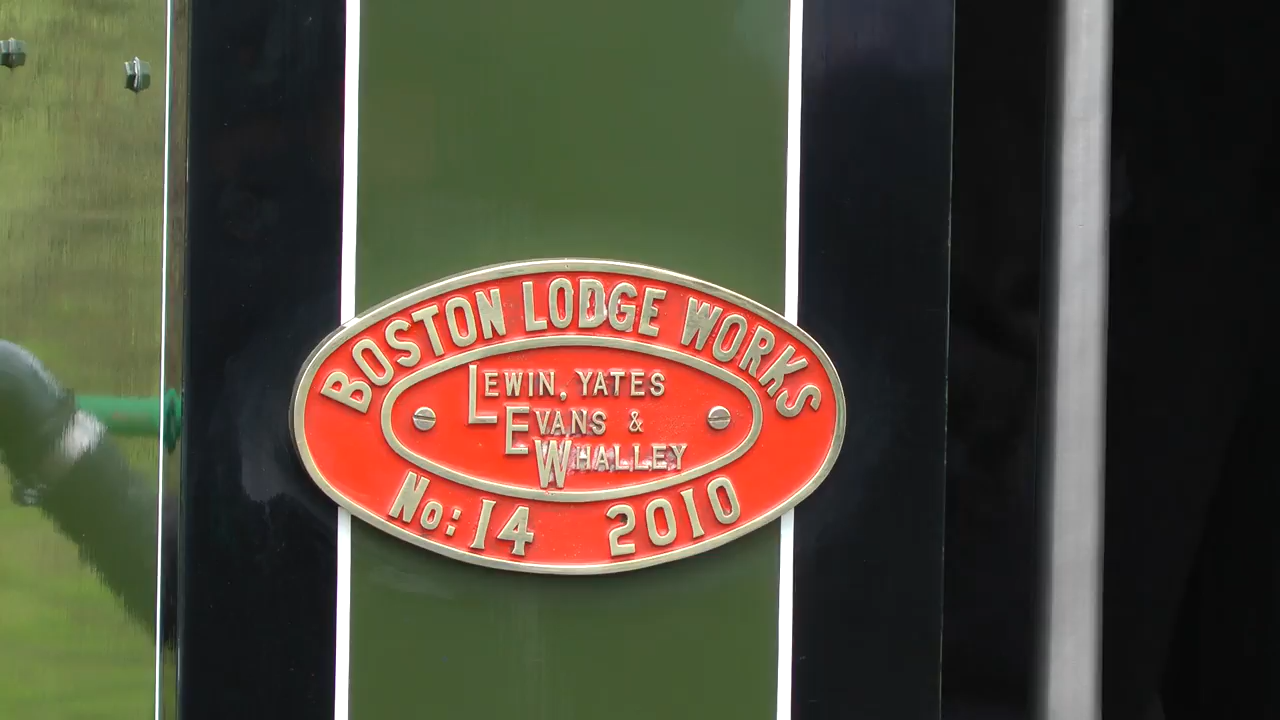 BOSTON LODGE WORKS
LEWIN, YATES
EVANS &
WHALLEY
No: 14 2010